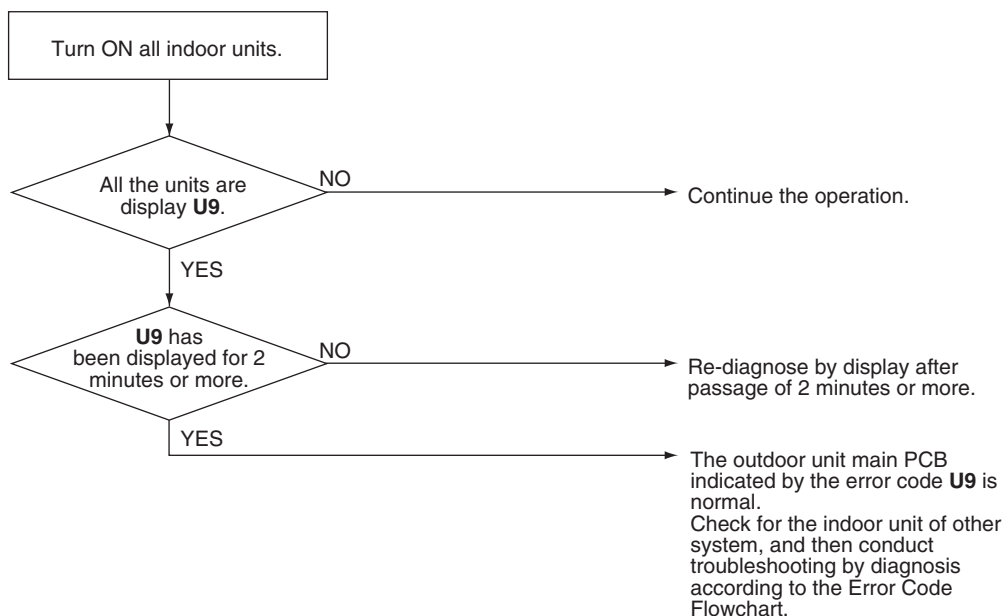 Turn ON all indoor units.
All the units are
display U9.
NO
Continue the operation.
YES
U9 has
been displayed for 2
minutes or more.
NO
Re-diagnose by display after
passage of 2 minutes or more.
YES
The outdoor unit main PCB
indicated by the error code U9 is
normal.
Check for the indoor unit of other
system, and then conduct
troubleshooting by diagnosis
according to the Error Code
Flowchart.